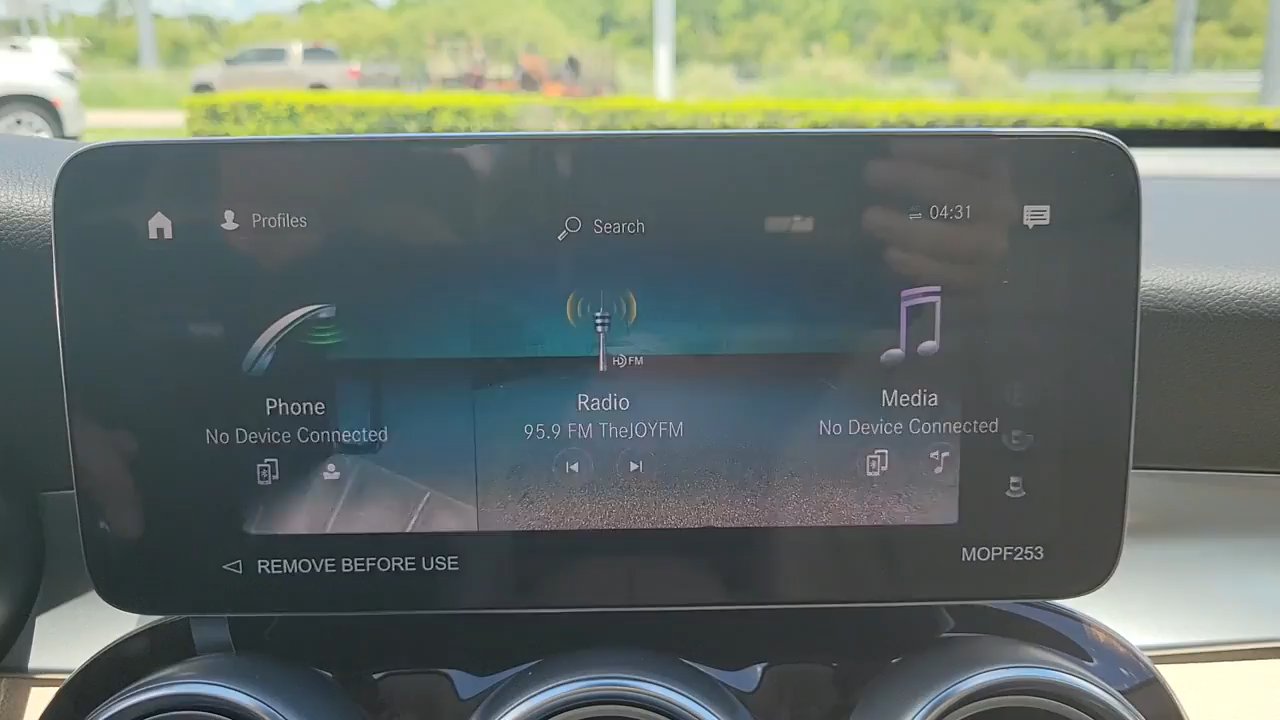 Profiles
Search
04:31
HD FM
Phone
No Device Connected
Radio
95.9 FM TheJOYFM
Media
No Device Connected
REMOVE BEFORE USE
MOPF253